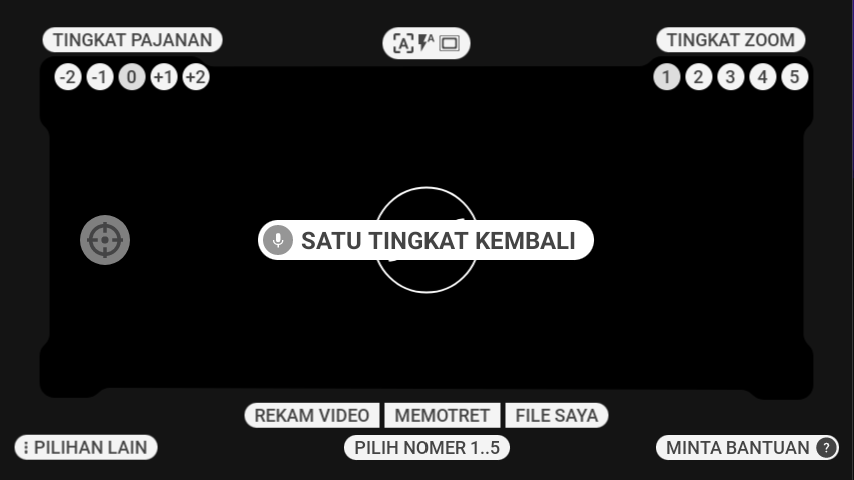 TINGKAT PAJANAN
A
A
TINGKAT ZOOM
-2 -1 0 +1 +2
1 2 3 4 5
SATU TINGKAT KEMBALI
REKAM VIDEO MEMOTRET FILE SAYA
PILIHAN LAIN
PILIH NOMER 1..5
MINTA BANTUAN ?